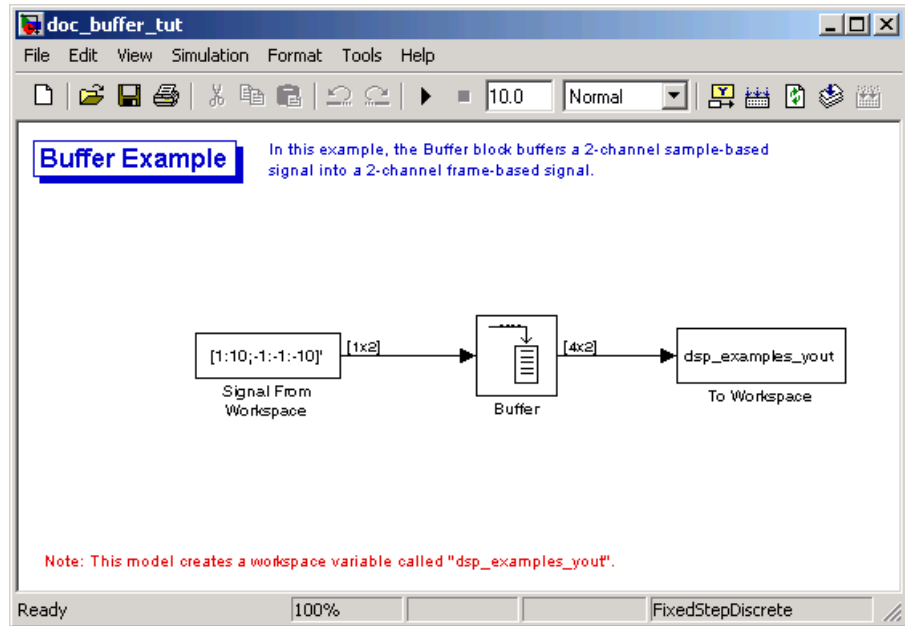 doc_buffer_tut
File Edit View Simulation Format Tools Help
10.0 Normal
Buffer Example
In this example, the Buffer block buffers a 2-channel sample-based
signal into a 2-channel frame-based signal.
[1:10;-1:-1:-10]'
[1x2]
[4x2]
dsp_examples_yout
Signal From
Workspace
Buffer
To Workspace
Note: This model creates a workspace variable called "dsp_examples_yout".
Ready 100% FixedStepDiscrete